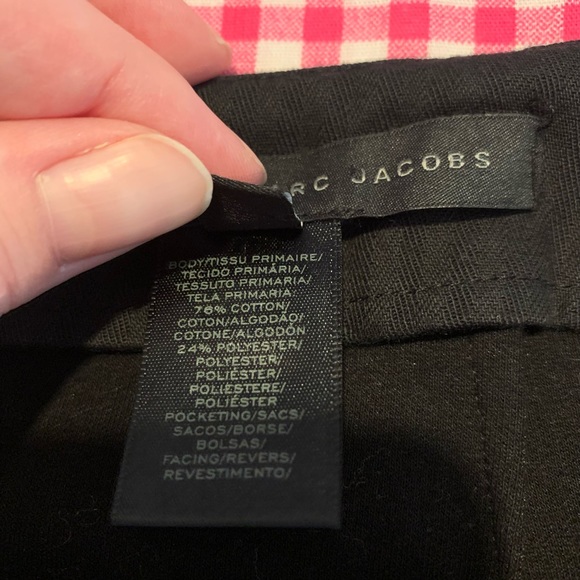 RC JACOBS
BODY/TISSU PRIMAIRE/
TECIDO PRIMÁRIA/
TESSUTO PRIMARIA/
TELA PRIMARIA
76% COTTON/
COTON/ALGODÃO/
COTONE/ALGODÓN
24% POLYESTER/
POLYESTER/
POLIÉSTER/
POLIESTERE/
POLIÉSTER
POCKETING/SACS/
SACOS/BORSE/
BOLSAS/
FACING/REVERS/
REVESTIMENTO/